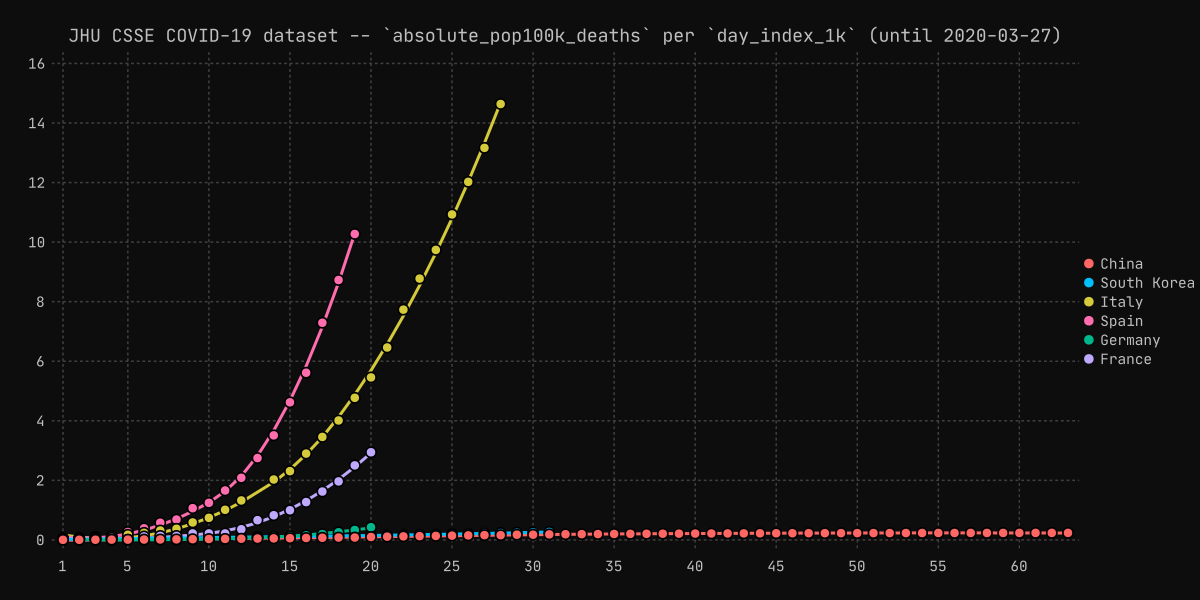 JHU CSSE COVID-19 dataset -- `absolute_pop100k_deaths` per `day_index_1k` (until 2020-03-27)
16
14
12
10
8
6
4
2
0
1 5 10 15 20 25 30 35 40 45 50 55 60
China
South Korea
Italy
Spain
Germany
France